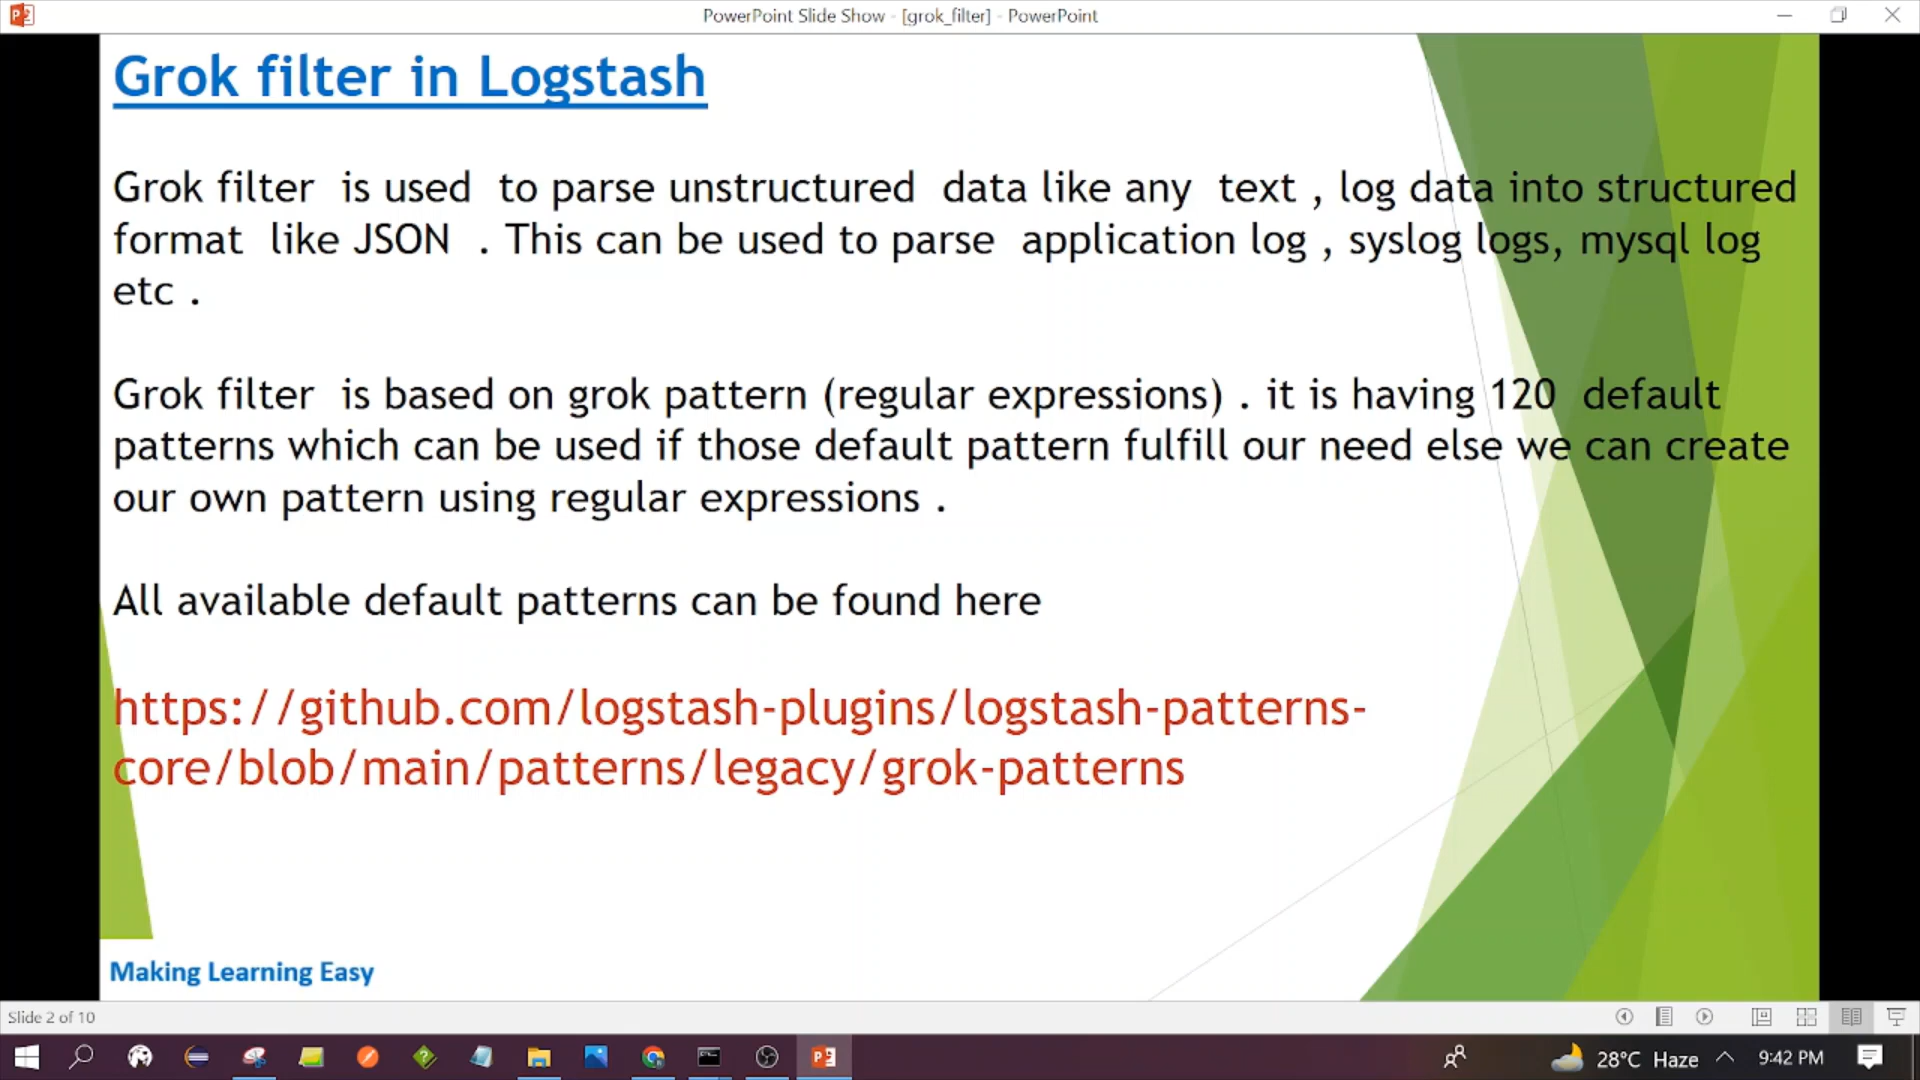 PowerPoint Slide Show - [grok_filter] - PowerPoint
Grok filter in Logstash
Grok filter is used to parse unstructured data like any text , log data into structured
format like JSON . This can be used to parse application log , syslog logs, mysql log
etc .
Grok filter is based on grok pattern (regular expressions) . it is having 120 default
patterns which can be used if those default pattern fulfill our need else we can create
our own pattern using regular expressions .
All available default patterns can be found here
https://github.com/logstash-plugins/logstash-patterns-
core/blob/main/patterns/legacy/grok-patterns
Making Learning Easy
Slide 2 of 10
28°C Haze
9:42 PM